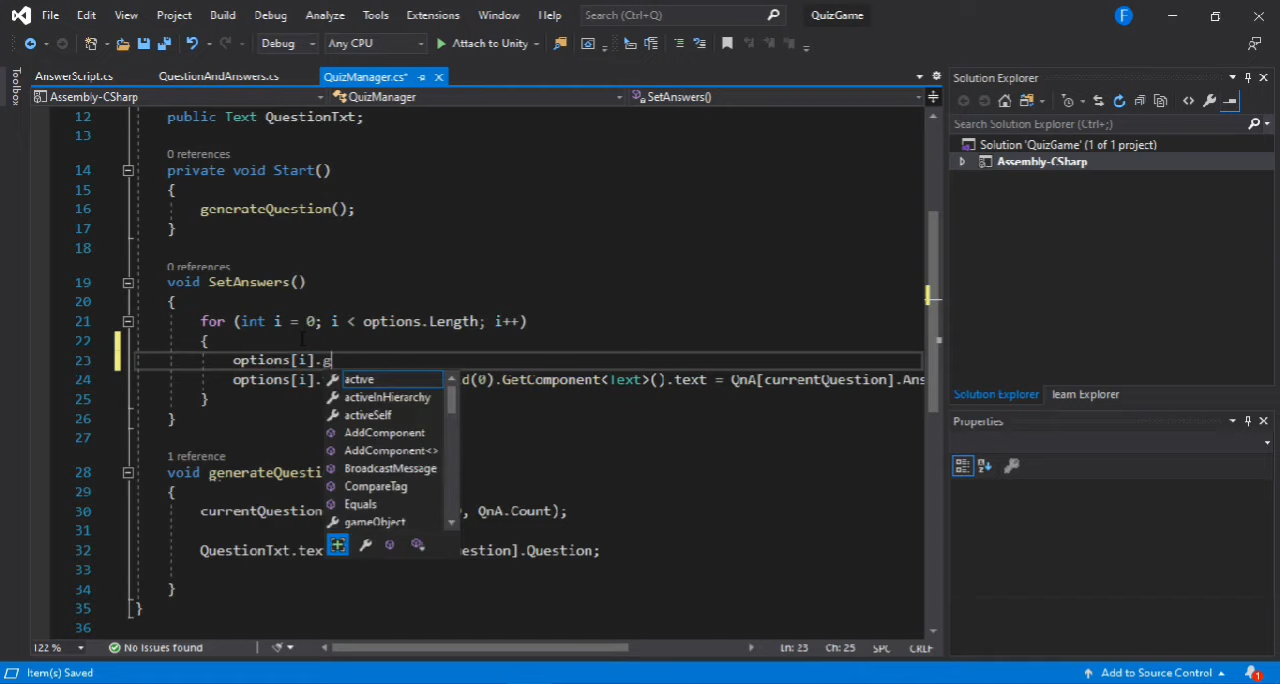 File Edit View Project Build Debug Analyze Tools Extensions Window Help Search (Ctrl+Q) QuizGame F
Debug Any CPU Attach to Unity
Toolbox
AnswerScript.cs QuestionAndAnswers.cs QuizManager.cs*
Assembly-CSharp QuizManager SetAnswers()
12 public Text QuestionTxt;
13
0 references
14 private void Start()
15 {
16 generateQuestion();
17 }
18
0 references
19 void SetAnswers()
20 {
21 for (int i = 0; i < options.Length; i++)
22 {
23 options[i].g
24 options[i]. d(0).GetComponent<Text>().text = QnA[currentQuestion].Ans
25 }
26 }
27
1 reference
28 void generateQuesti
29 {
30 currentQuestion , QnA.Count);
31
32 QuestionTxt.tex estion].Question;
33
34 }
35 }
36
active
activeInHierarchy
activeSelf
AddComponent
AddComponent<>
BroadcastMessage
CompareTag
Equals
gameObject
122 % No issues found Ln: 23 Ch: 25 SPC CRLF
Solution Explorer
Search Solution Explorer (Ctrl+;)
Solution 'QuizGame' (1 of 1 project)
Assembly-CSharp
Solution Explorer Team Explorer
Properties
Item(s) Saved Add to Source Control 1